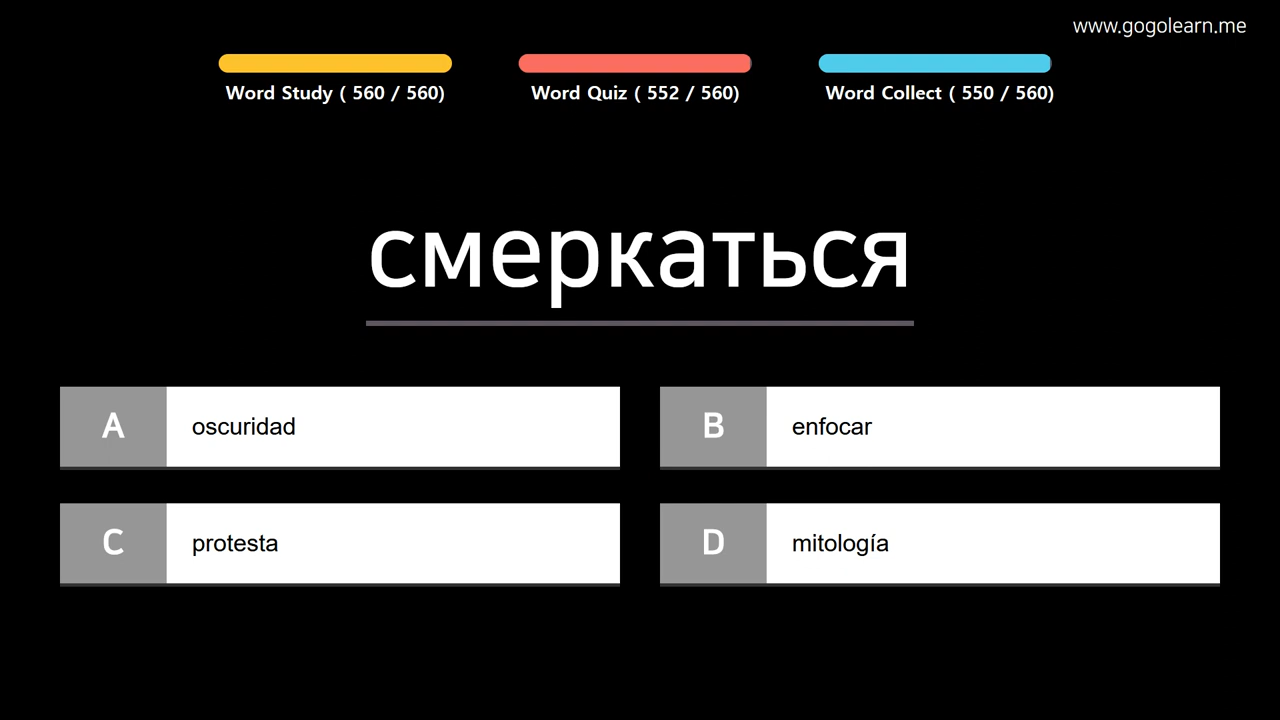 www.gogolearn.me
Word Study ( 560 / 560)
Word Quiz ( 552 / 560)
Word Collect ( 550 / 560)
смеркаться
A oscuridad
B enfocar
C protesta
D mitología